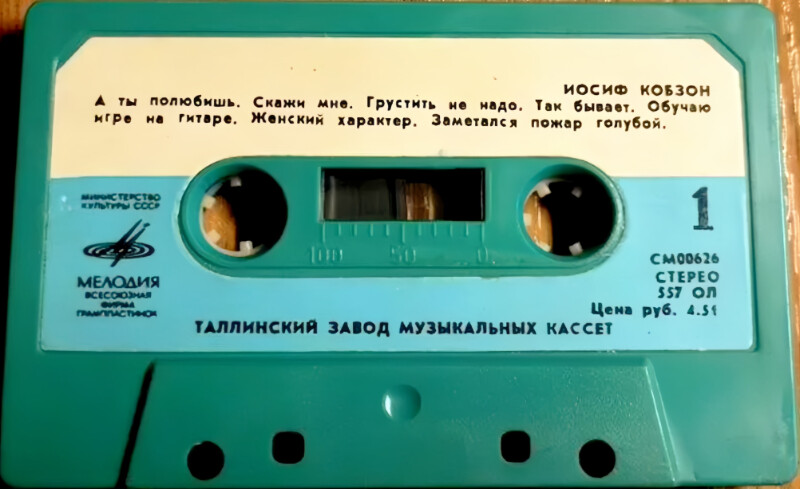 ИОСИФ КОБЗОН
А ты полюбишь. Скажи мне. Грустить не надо. Так бывает. Обучаю
игре на гитаре. Женский характер. Заметался пожар голубой.
МИНИСТЕРСТВО
КУЛЬТУРЫ СССР
1
100 50 0
МЕЛОДИЯ
ВСЕСОЮЗНАЯ
ФИРМА
ГРАМПЛАСТИНОК
СМ00626
СТЕРЕО
557 ОЛ
Цена руб. 4.51
ТАЛЛИНСКИЙ ЗАВОД МУЗЫКАЛЬНЫХ КАССЕТ